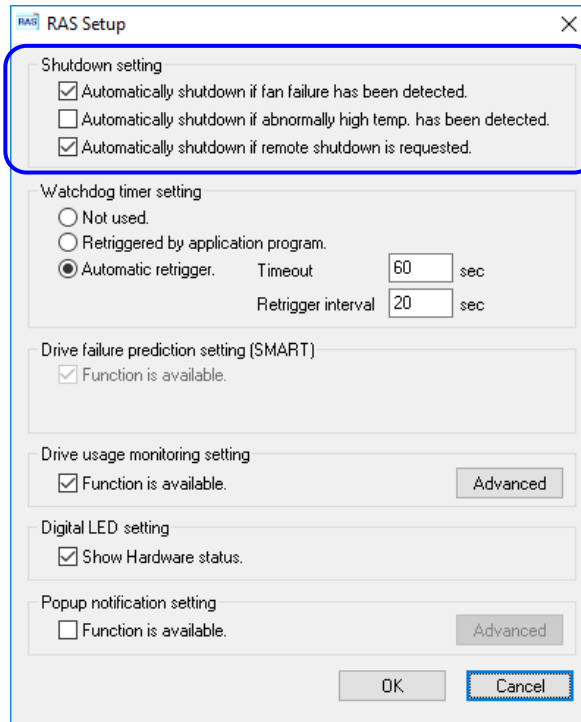 RAS RAS Setup
Shutdown setting
Automatically shutdown if fan failure has been detected.
Automatically shutdown if abnormally high temp. has been detected.
Automatically shutdown if remote shutdown is requested.
Watchdog timer setting
Not used.
Retriggered by application program.
Automatic retrigger. Timeout 60 sec
Retrigger interval 20 sec
Drive failure prediction setting (SMART)
Function is available.
Drive usage monitoring setting
Function is available. Advanced
Digital LED setting
Show Hardware status.
Popup notification setting
Function is available. Advanced
OK Cancel